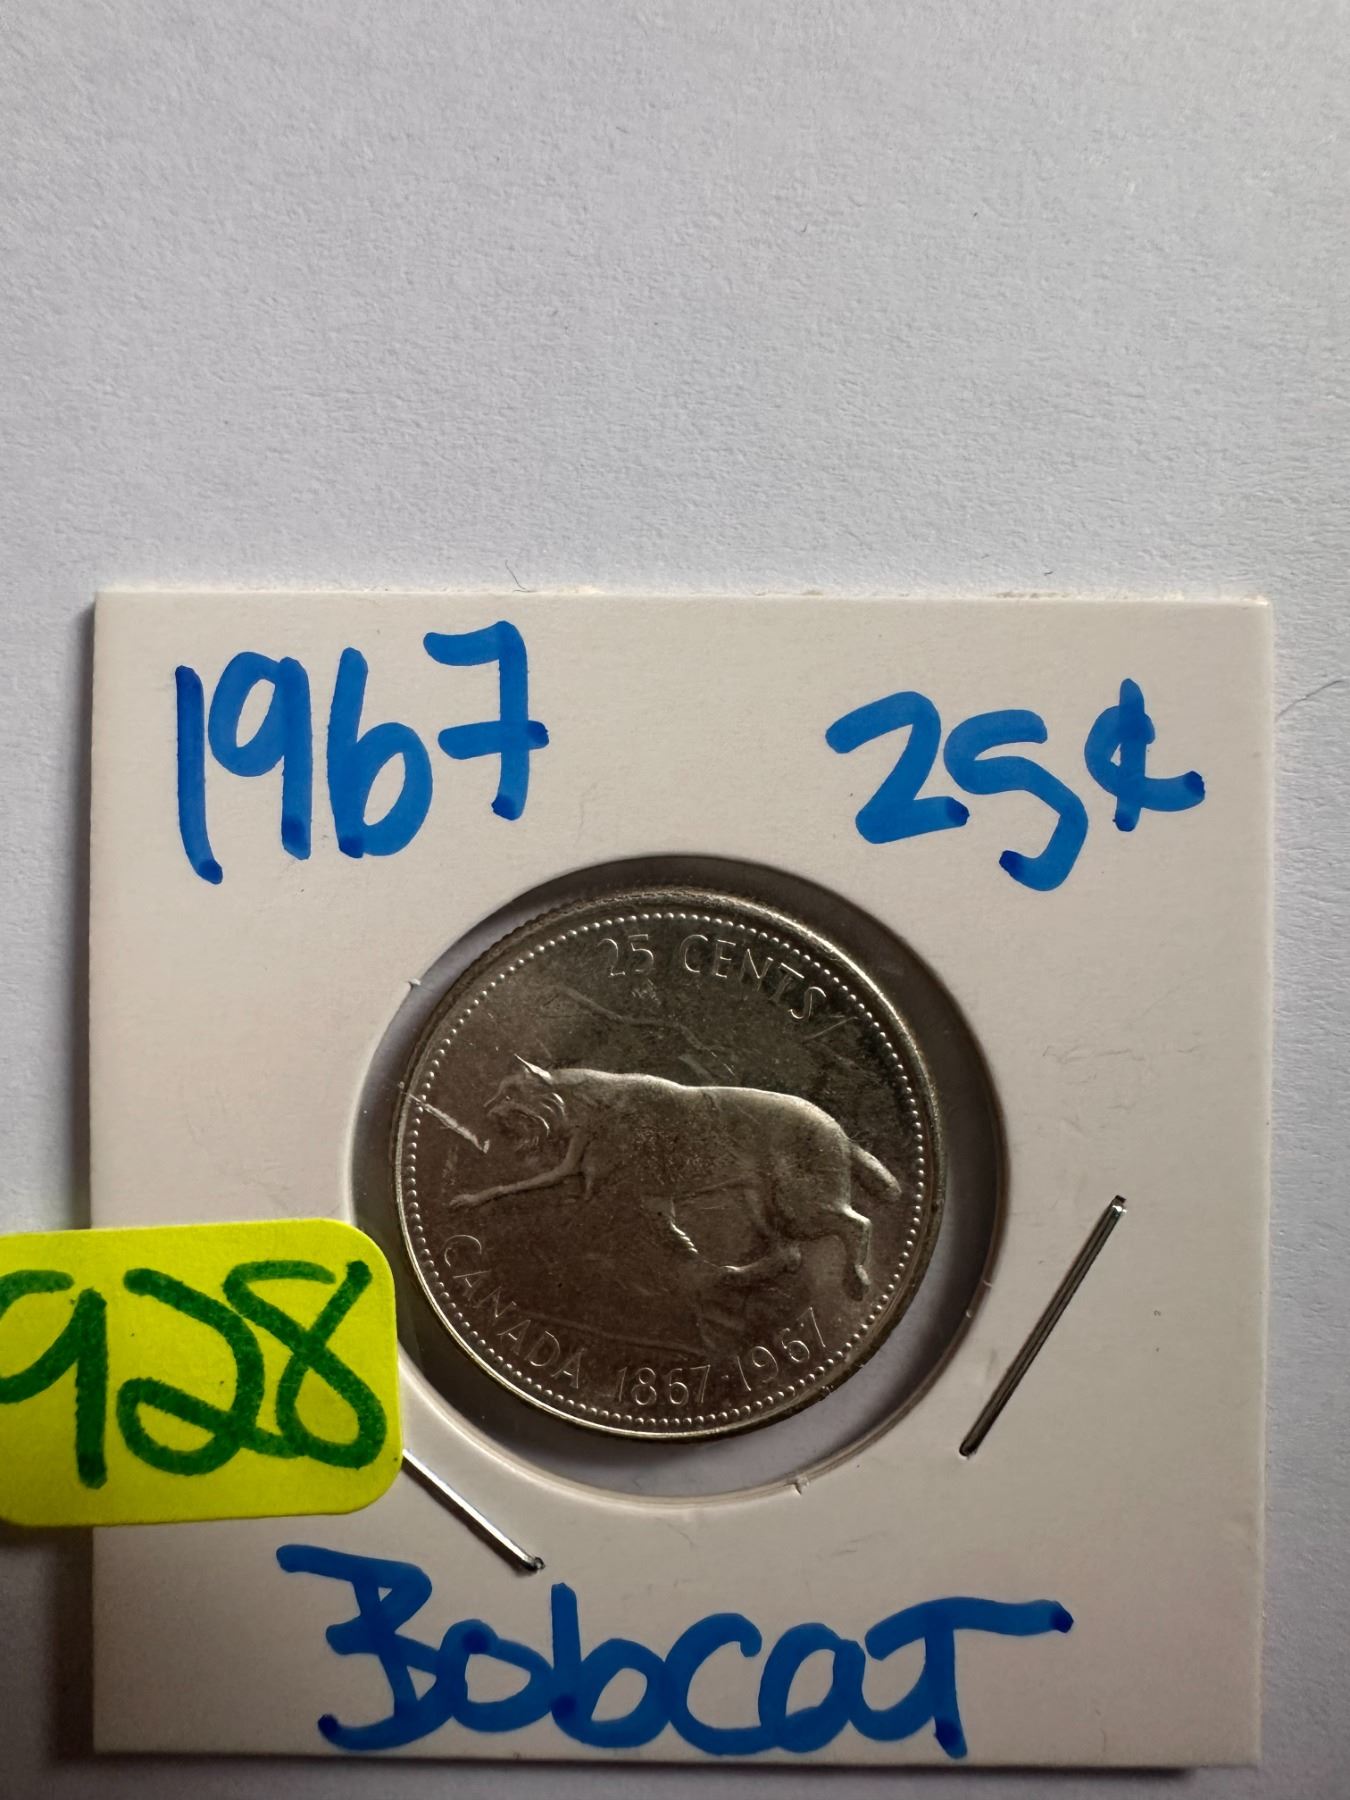 1967 25¢
25 CENTS
CANADA 1867·1967
928
Bobcat